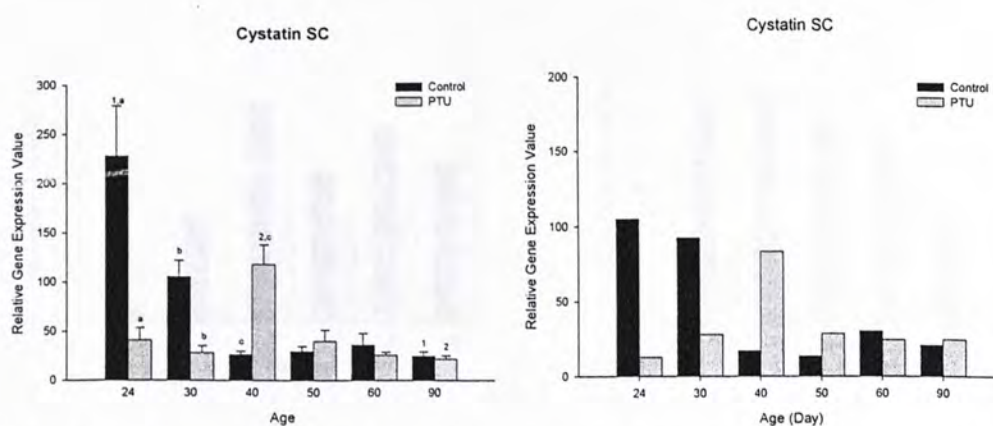 Cystatin SC
Relative Gene Expression Value
300
250
200
150
100
50
0
Control
PTU
1,a
a
b
b
c
2,c
1
2
24 30 40 50 60 90
Age
Cystatin SC
Relative Gene Expression Value
200
150
100
50
0
Control
PTU
24 30 40 50 60 90
Age (Day)